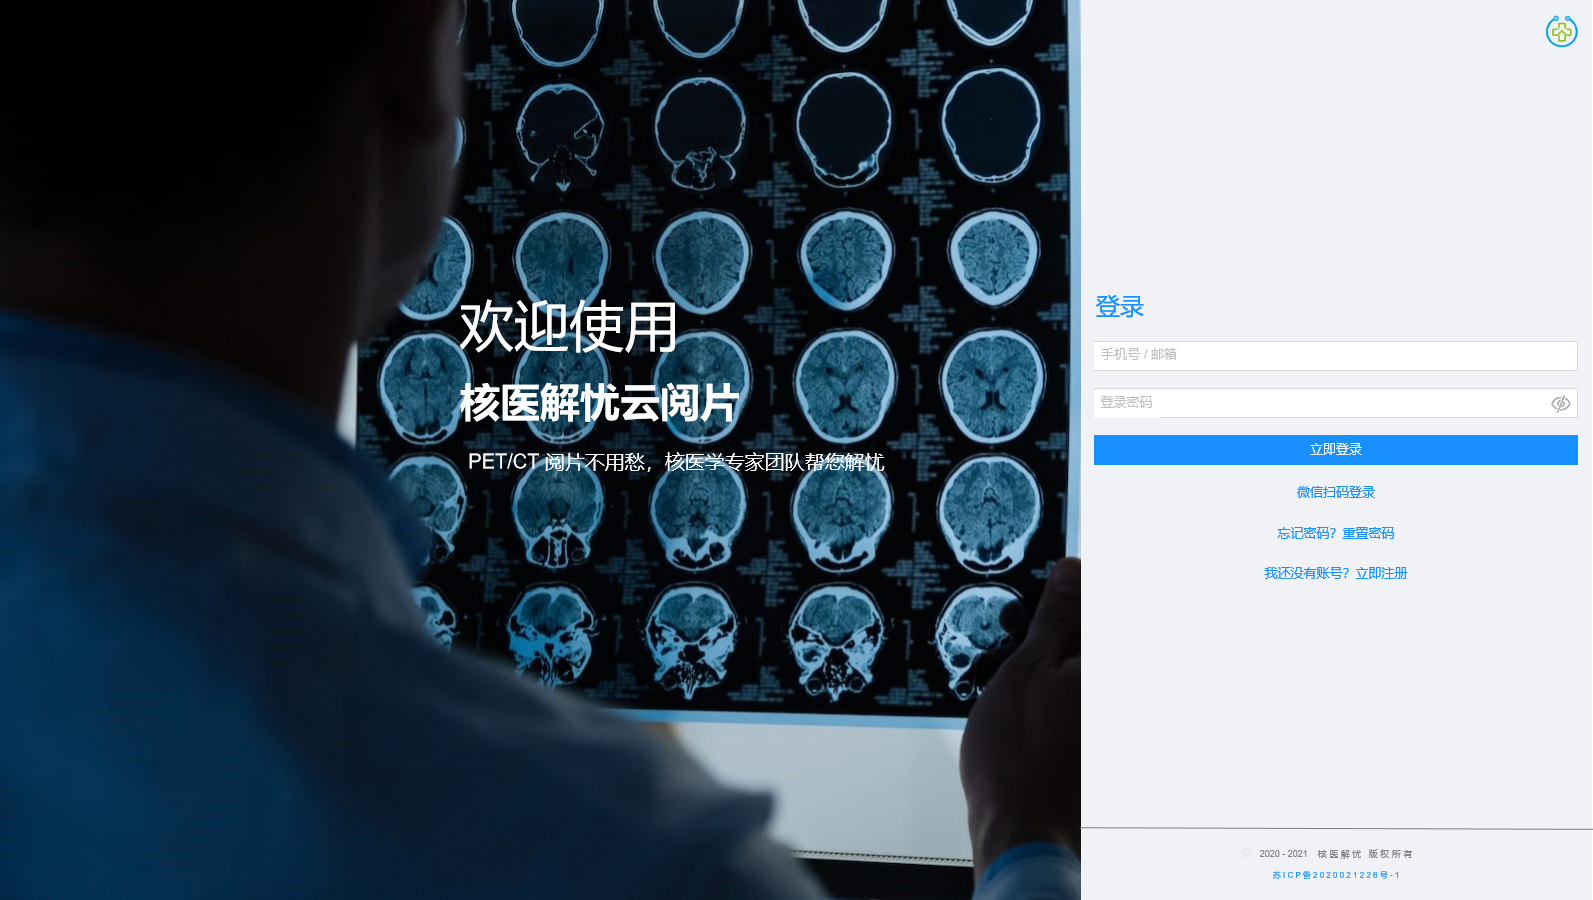 欢迎使用
核医解忧云阅片
PET/CT 阅片不用愁，核医学专家团队帮您解忧
登录
手机号 / 邮箱
登录密码
立即登录
微信扫码登录
忘记密码？重置密码
我还没有账号？立即注册
© 2020 - 2021 核医解忧 版权所有
苏ICP备2020021226号-1